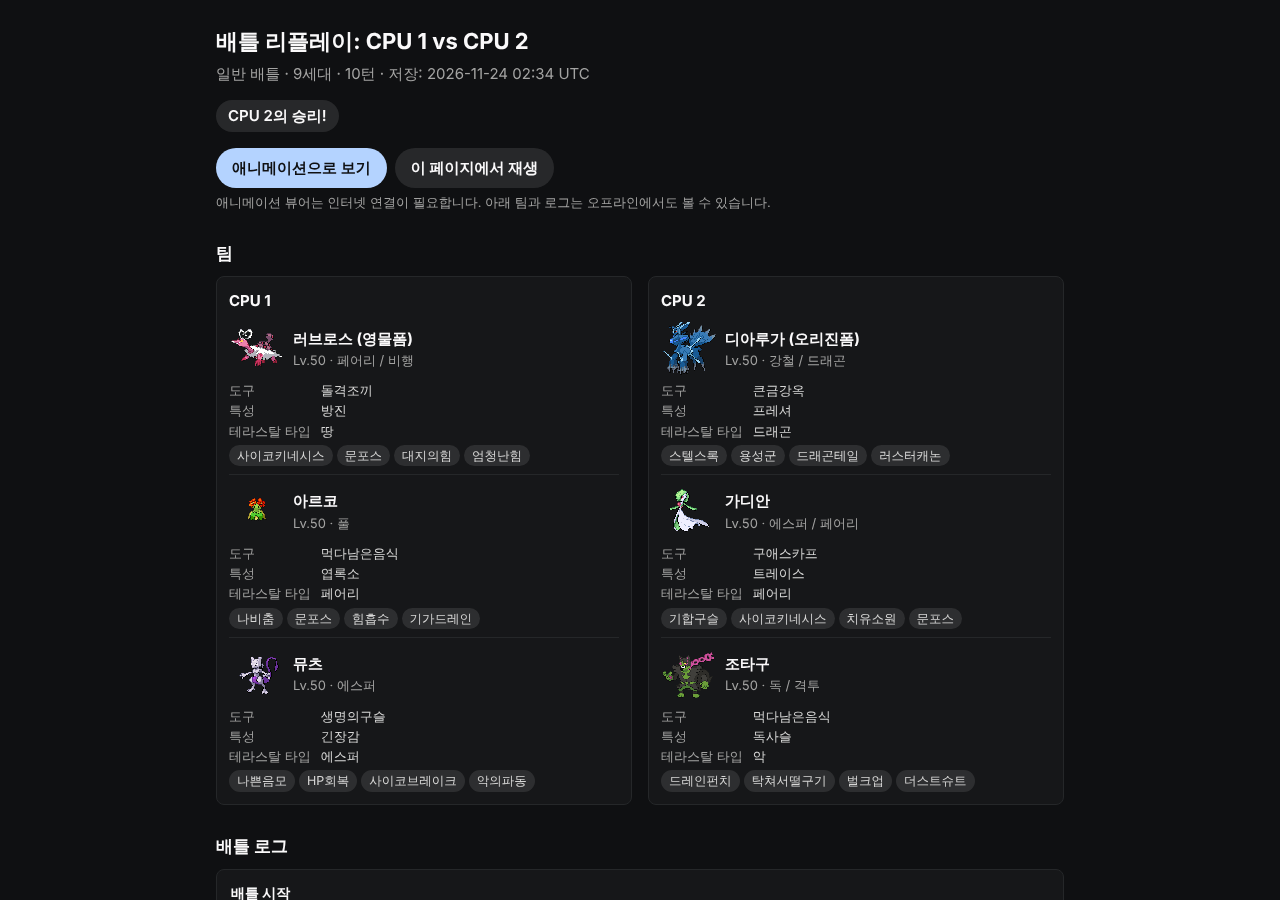 배틀 리플레이: CPU 1 vs CPU 2
일반 배틀 · 9세대 · 10턴 · 저장: 2026-11-24 02:34 UTC
CPU 2의 승리!
애니메이션으로 보기
이 페이지에서 재생
애니메이션 뷰어는 인터넷 연결이 필요합니다. 아래 팀과 로그는 오프라인에서도 볼 수 있습니다.
팀
CPU 1
러브로스 (영물폼)
Lv.50 · 페어리 / 비행
도구 돌격조끼
특성 방진
테라스탈 타입 땅
사이코키네시스 문포스 대지의힘 엄청난힘
아르코
Lv.50 · 풀
도구 먹다남은음식
특성 엽록소
테라스탈 타입 페어리
나비춤 문포스 힘흡수 기가드레인
뮤츠
Lv.50 · 에스퍼
도구 생명의구슬
특성 긴장감
테라스탈 타입 에스퍼
나쁜음모 HP회복 사이코브레이크 악의파동
CPU 2
디아루가 (오리진폼)
Lv.50 · 강철 / 드래곤
도구 큰금강옥
특성 프레셔
테라스탈 타입 드래곤
스텔스록 용성군 드래곤테일 러스터캐논
가디안
Lv.50 · 에스퍼 / 페어리
도구 구애스카프
특성 트레이스
테라스탈 타입 페어리
기합구슬 사이코키네시스 치유소원 문포스
조타구
Lv.50 · 독 / 격투
도구 먹다남은음식
특성 독사슬
테라스탈 타입 악
드레인펀치 탁쳐서떨구기 벌크업 더스트슈트
배틀 로그
배틀 시작